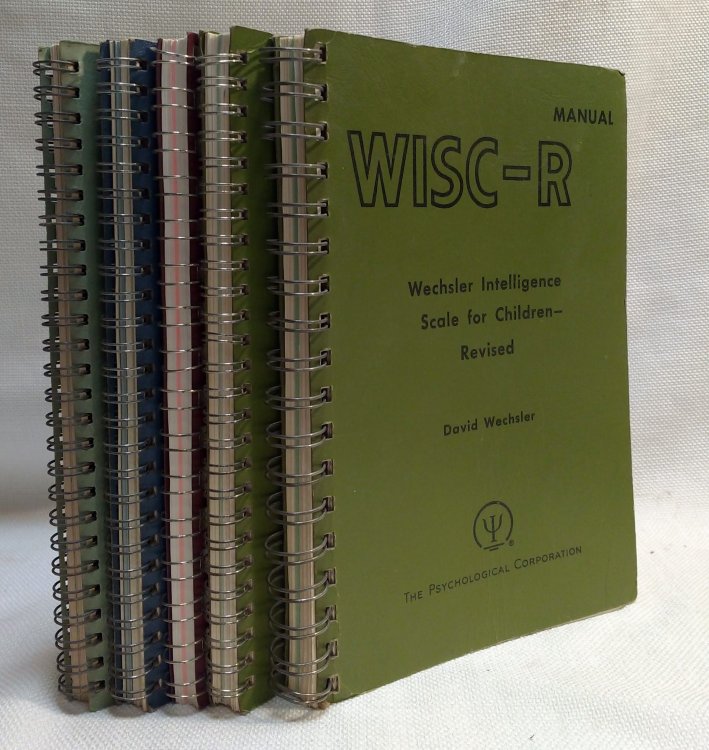 MANUAL
WISC-R
Wechsler Intelligence
Scale for Children—
Revised
David Wechsler
Ψ
®
THE PSYCHOLOGICAL CORPORATION